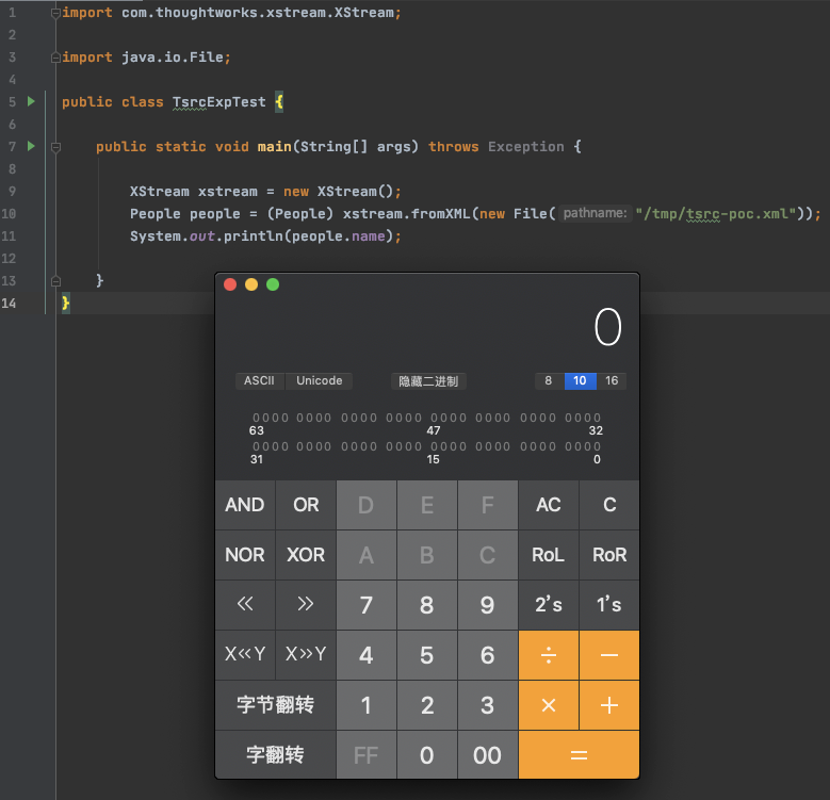 1 import com.thoughtworks.xstream.XStream;
2
3 import java.io.File;
4
5 public class TsrcExpTest {
6
7 public static void main(String[] args) throws Exception {
8
9 XStream xstream = new XStream();
10 People people = (People) xstream.fromXML(new File( pathname: "/tmp/tsrc-poc.xml"));
11 System.out.println(people.name);
12
13 }
14 }
0
ASCII Unicode 隐藏二进制 8 10 16
0000 0000 0000 0000 0000 0000 0000 0000
63 47 32
0000 0000 0000 0000 0000 0000 0000 0000
31 15 0
AND OR D E F AC C
NOR XOR A B C RoL RoR
« » 7 8 9 2's 1's
X«Y X»Y 4 5 6 ÷ −
字节翻转 1 2 3 × +
字翻转 FF 0 00 =